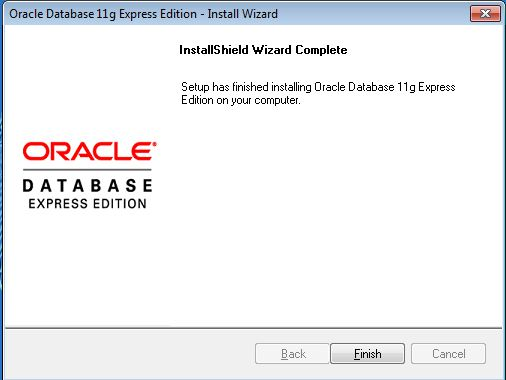 Oracle Database 11g Express Edition - Install Wizard
InstallShield Wizard Complete
Setup has finished installing Oracle Database 11g Express
Edition on your computer.
ORACLE®
DATABASE
EXPRESS EDITION
Back
Finish
Cancel